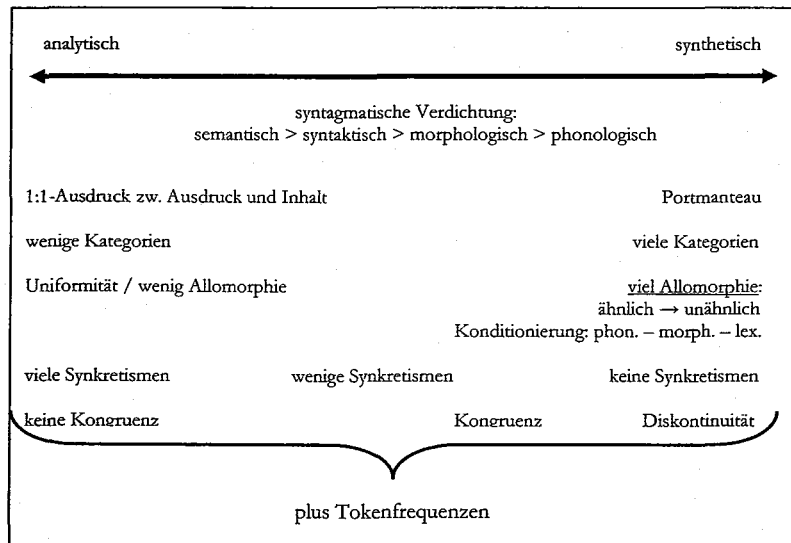 analytisch synthetisch
syntagmatische Verdichtung:
semantisch > syntaktisch > morphologisch > phonologisch
1:1-Ausdruck zw. Ausdruck und Inhalt Portmanteau
wenige Kategorien viele Kategorien
Uniformität / wenig Allomorphie viel Allomorphie:
ähnlich → unähnlich
Konditionierung: phon. – morph. – lex.
viele Synkretismen wenige Synkretismen keine Synkretismen
keine Kongruenz Kongruenz Diskontinuität
plus Tokenfrequenzen